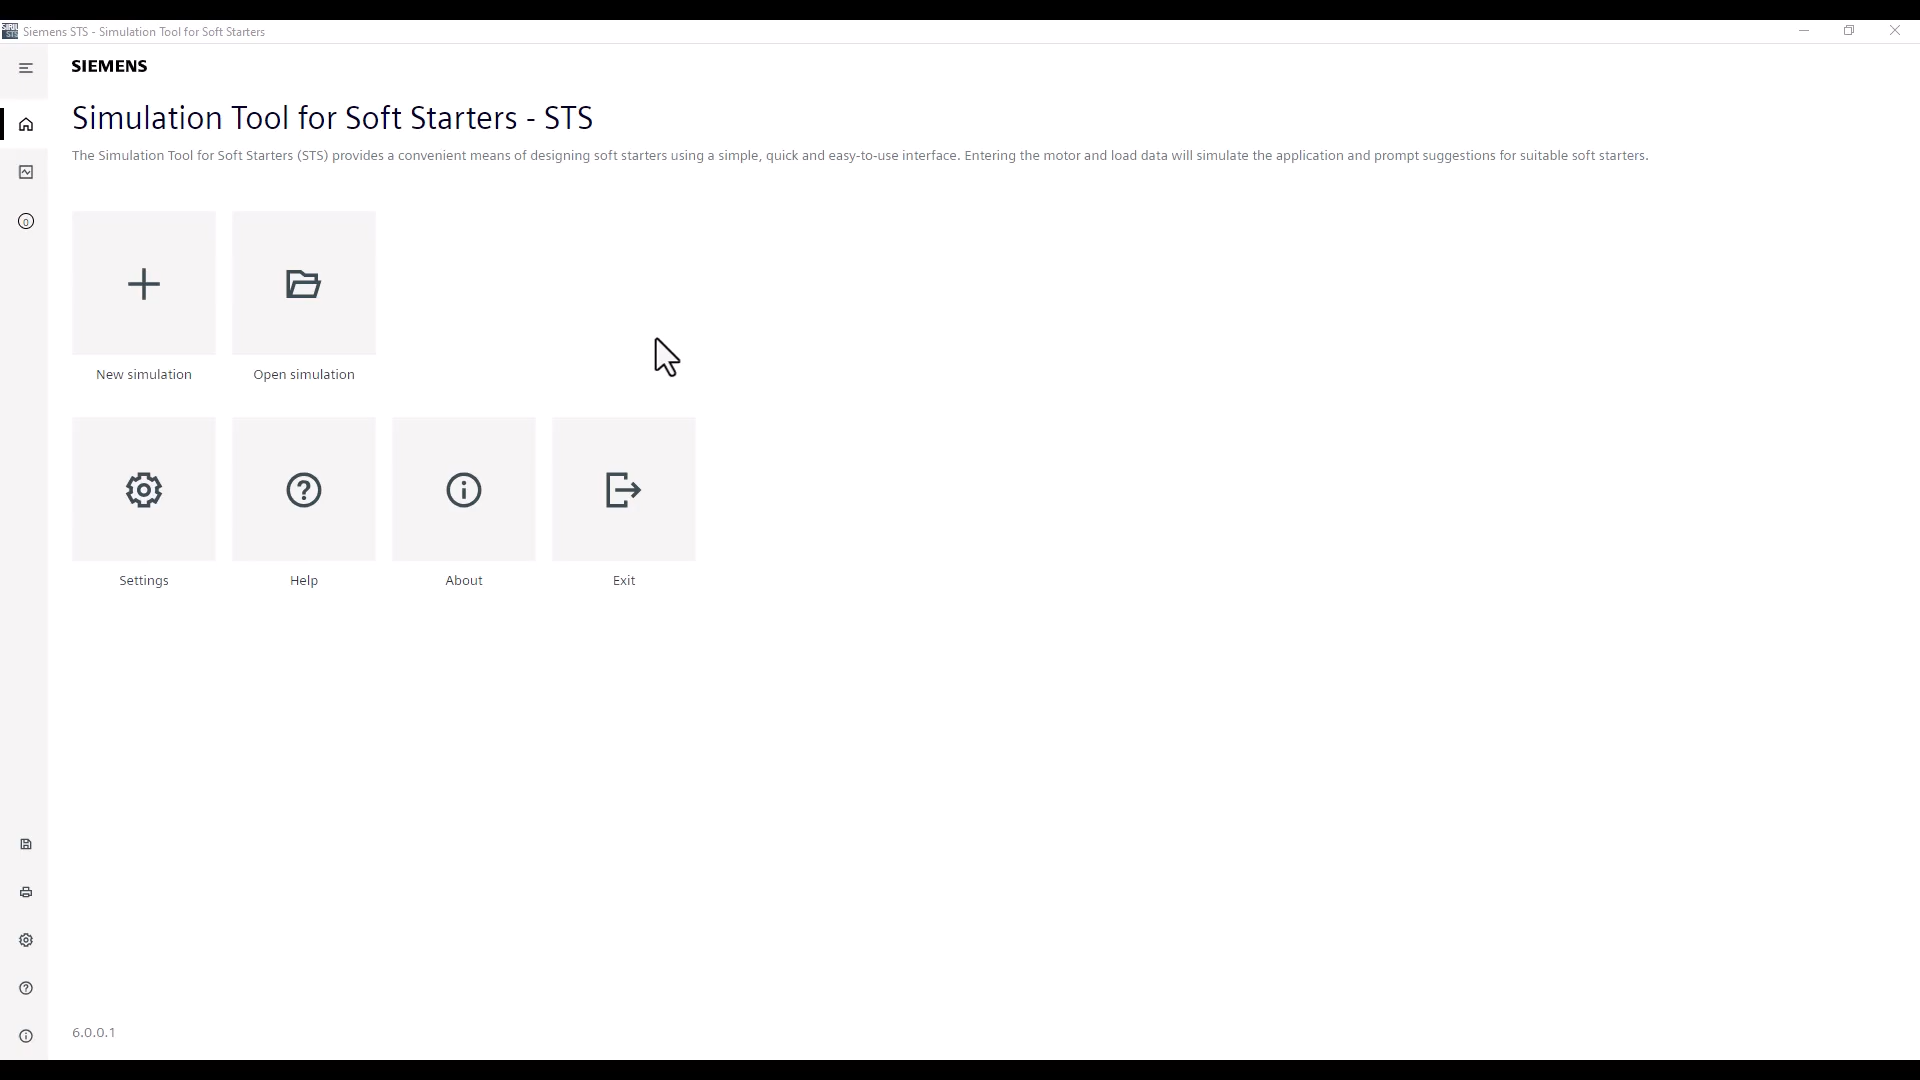 Siemens STS - Simulation Tool for Soft Starters
SIEMENS
Simulation Tool for Soft Starters - STS
The Simulation Tool for Soft Starters (STS) provides a convenient means of designing soft starters using a simple, quick and easy-to-use interface. Entering the motor and load data will simulate the application and prompt suggestions for suitable soft starters.
0
New simulation
Open simulation
Settings
Help
About
Exit
6.0.0.1